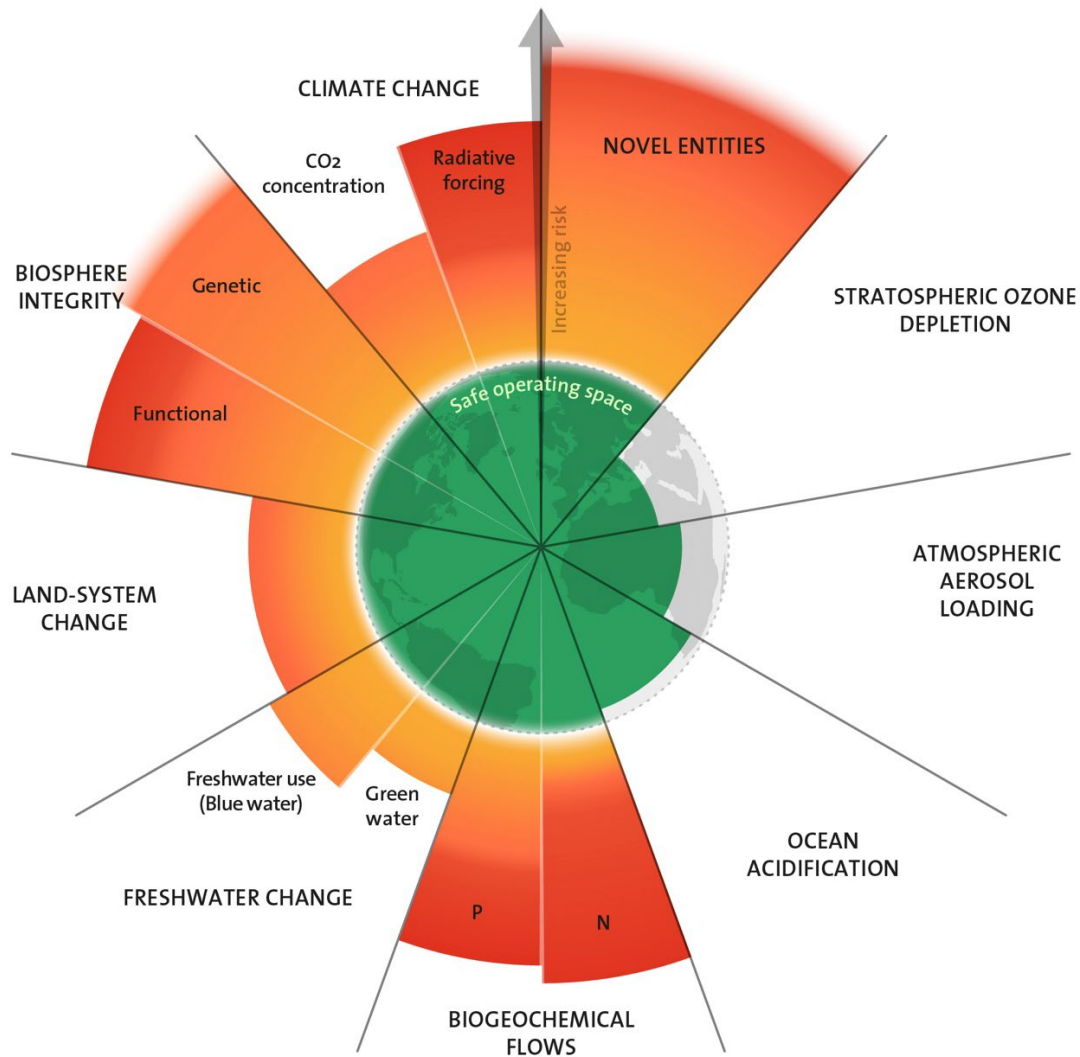 CLIMATE CHANGE
CO2
concentration
Radiative
forcing
NOVEL ENTITIES
Increasing risk
BIOSPHERE
INTEGRITY
Genetic
Functional
STRATOSPHERIC OZONE
DEPLETION
Safe operating space
ATMOSPHERIC
AEROSOL
LOADING
LAND-SYSTEM
CHANGE
Freshwater use
(Blue water)
Green
water
FRESHWATER CHANGE
OCEAN
ACIDIFICATION
P
N
BIOGEOCHEMICAL
FLOWS